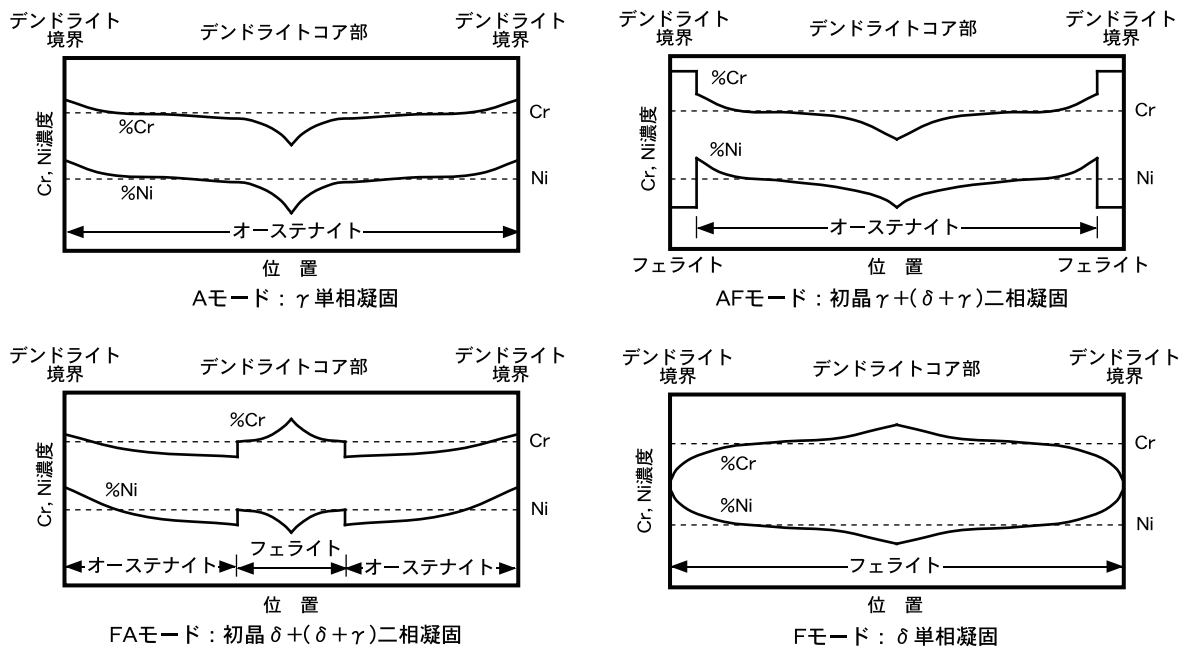 デンドライト
境界
デンドライトコア部
デンドライト
境界
Cr, Ni濃度
%Cr
%Ni
Cr
Ni
オーステナイト
位 置
Aモード : γ単相凝固
デンドライト
境界
デンドライトコア部
デンドライト
境界
Cr, Ni濃度
%Cr
%Ni
Cr
Ni
オーステナイト
フェライト
位 置
フェライト
AFモード : 初晶γ+(δ+γ)二相凝固
デンドライト
境界
デンドライトコア部
デンドライト
境界
Cr, Ni濃度
%Cr
%Ni
Cr
Ni
オーステナイト
フェライト
オーステナイト
位 置
FAモード : 初晶δ+(δ+γ)二相凝固
デンドライト
境界
デンドライトコア部
デンドライト
境界
Cr, Ni濃度
%Cr
%Ni
Cr
Ni
フェライト
位 置
Fモード : δ単相凝固